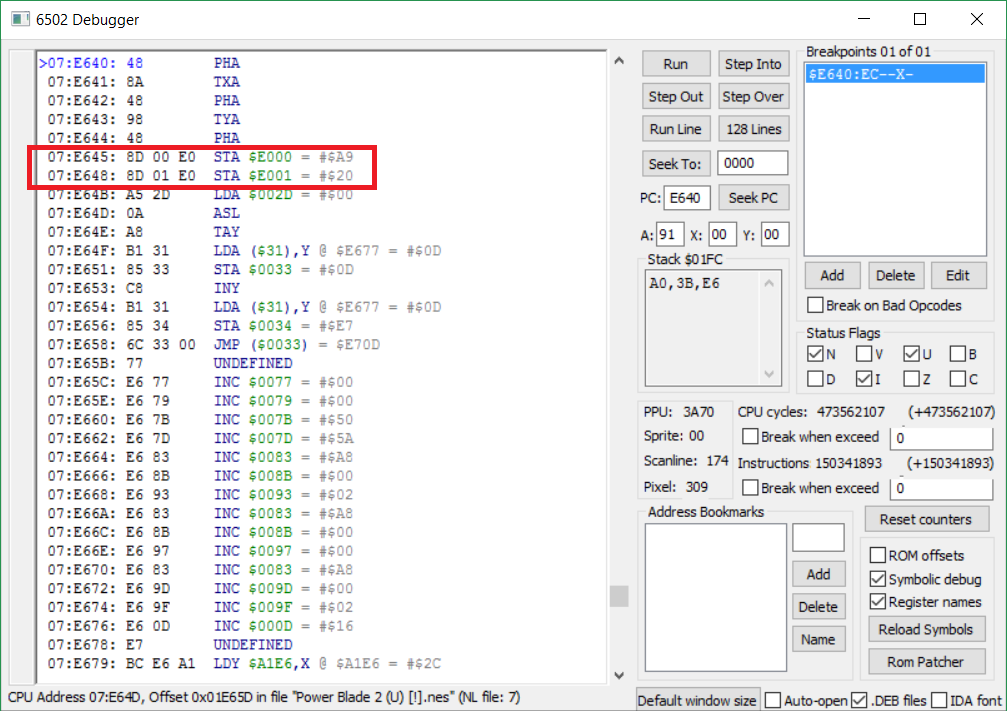 6502 Debugger
>07:E640: 48 PHA
07:E641: 8A TXA
07:E642: 48 PHA
07:E643: 98 TYA
07:E644: 48 PHA
07:E645: 8D 00 E0 STA $E000 = #$A9
07:E648: 8D 01 E0 STA $E001 = #$20
07:E64B: A5 2D LDA $002D = #$00
07:E64D: 0A ASL
07:E64E: A8 TAY
07:E64F: B1 31 LDA ($31),Y @ $E677 = #$0D
07:E651: 85 33 STA $0033 = #$0D
07:E653: C8 INY
07:E654: B1 31 LDA ($31),Y @ $E677 = #$0D
07:E656: 85 34 STA $0034 = #$E7
07:E658: 6C 33 00 JMP ($0033) = $E70D
07:E65B: 77 UNDEFINED
07:E65C: E6 77 INC $0077 = #$00
07:E65E: E6 79 INC $0079 = #$00
07:E660: E6 7B INC $007B = #$50
07:E662: E6 7D INC $007D = #$5A
07:E664: E6 83 INC $0083 = #$A8
07:E666: E6 8B INC $008B = #$00
07:E668: E6 93 INC $0093 = #$02
07:E66A: E6 83 INC $0083 = #$A8
07:E66C: E6 8B INC $008B = #$00
07:E66E: E6 97 INC $0097 = #$00
07:E670: E6 83 INC $0083 = #$A8
07:E672: E6 9D INC $009D = #$00
07:E674: E6 9F INC $009F = #$02
07:E676: E6 0D INC $000D = #$16
07:E678: E7 UNDEFINED
07:E679: BC E6 A1 LDY $A1E6,X @ $A1E6 = #$2C
CPU Address 07:E64D, Offset 0x01E65D in file "Power Blade 2 (U) [!].nes" (NL file: 7)
Run Step Into
Step Out Step Over
Run Line 128 Lines
Seek To: 0000
PC: E640 Seek PC
A: 91 X: 00 Y: 00
Stack $01FC
A0,3B,E6
Breakpoints 01 of 01
$E640:EC--X-
Add Delete Edit
Break on Bad Opcodes
Status Flags
N V U B
D I Z C
PPU: 3A70
Sprite: 00
Scanline: 174
Pixel: 309
CPU cycles: 473562107 (+473562107)
Break when exceed 0
Instructions: 150341893 (+150341893)
Break when exceed 0
Address Bookmarks
Add
Delete
Name
Reset counters
ROM offsets
Symbolic debug
Register names
Reload Symbols
Rom Patcher
Default window size Auto-open .DEB files IDA font